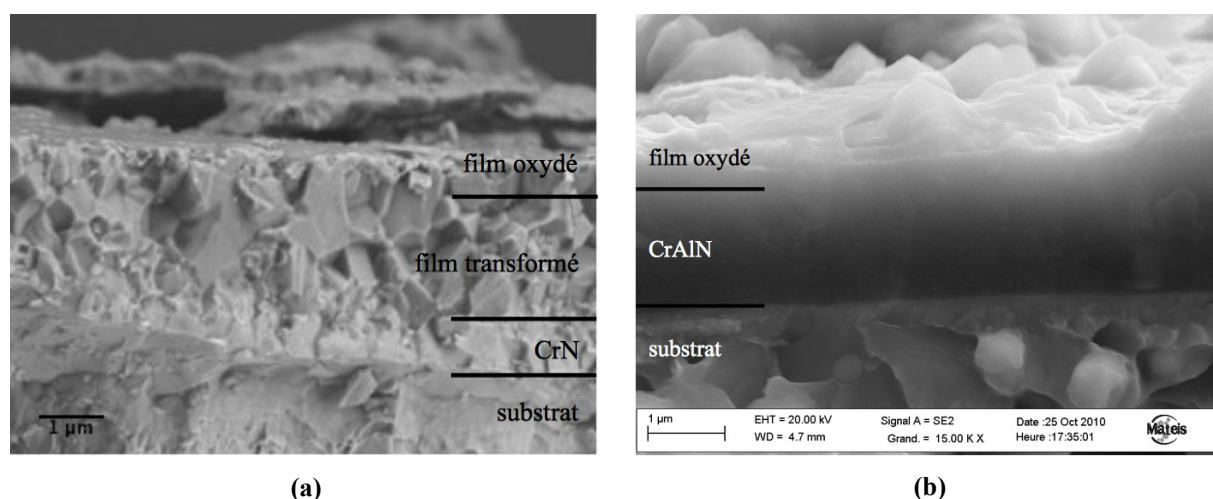 film oxydé
film transformé
CrN
substrat
1 µm
(a)
film oxydé
CrAlN
substrat
1 µm
EHT = 20.00 kV
WD = 4.7 mm
Signal A = SE2
Grand. = 15.00 K X
Date :25 Oct 2010
Heure :17:35:01
Mateis
(b)